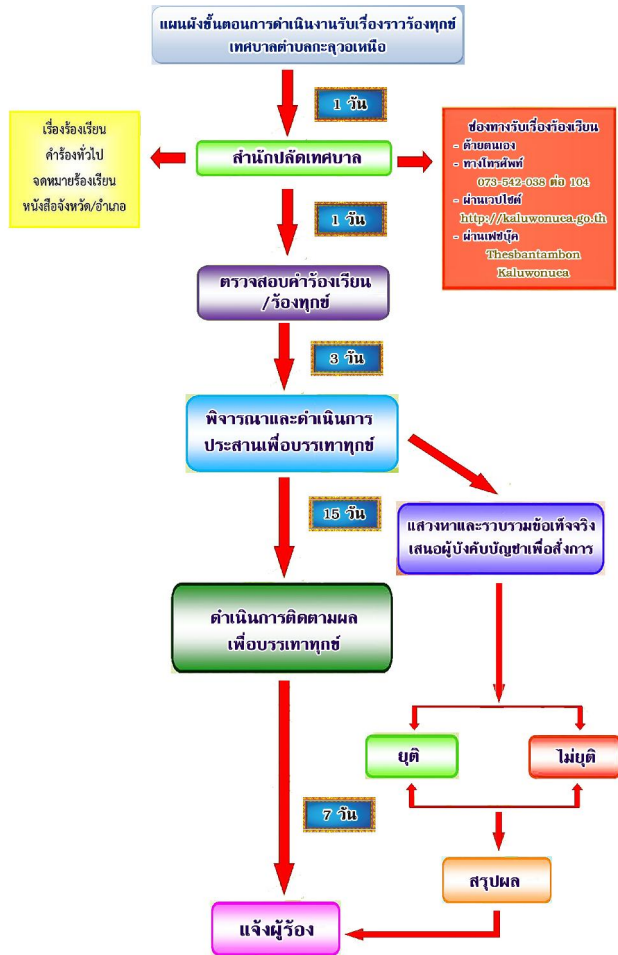 แผนผังขั้นตอนการดำเนินงานรับเรื่องราวร้องทุกข์
เทศบาลตำบลกะลุวอเหนือ
1 วัน
เรื่องร้องเรียน
คำร้องทั่วไป
จดหมายร้องเรียน
หนังสือจังหวัด/อำเภอ
สำนักปลัดเทศบาล
ช่องทางรับเรื่องร้องเรียน
- ด้วยตนเอง
- ทางโทรศัพท์
073-542-038 ต่อ 104
- ผ่านเวปไซต์
http://kaluwonuea.go.th
- ผ่านเฟซบุ๊ค
Thesbantambon
Kaluwonuea
1 วัน
ตรวจสอบคำร้องเรียน
/ร้องทุกข์
3 วัน
พิจารณาและดำเนินการ
ประสานเพื่อบรรเทาทุกข์
15 วัน
แสวงหาและรวบรวมข้อเท็จจริง
เสนอผู้บังคับบัญชาเพื่อสั่งการ
ดำเนินการติดตามผล
เพื่อบรรเทาทุกข์
ยุติ
ไม่ยุติ
7 วัน
สรุปผล
แจ้งผู้ร้อง